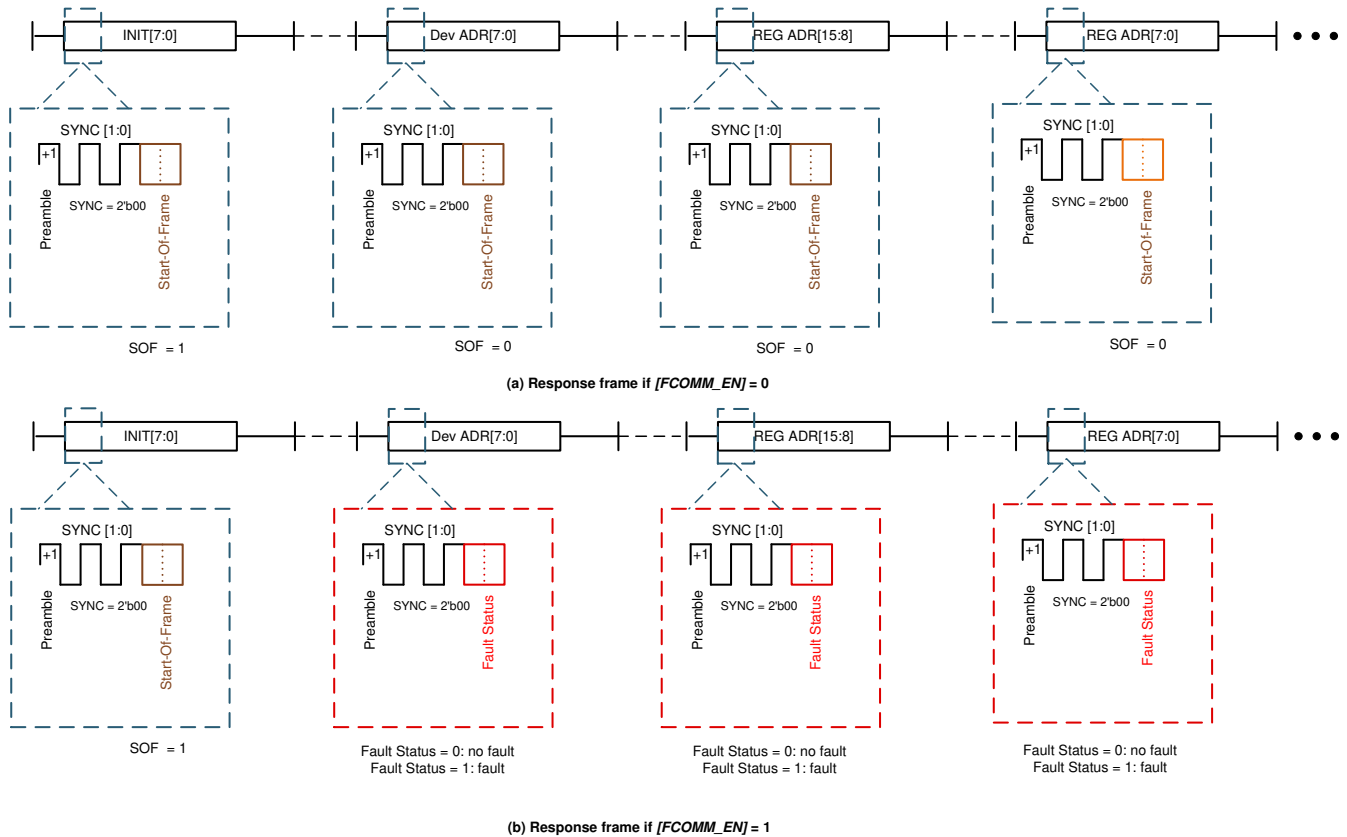 INIT[7:0]
Dev ADR[7:0]
REG ADR[15:8]
REG ADR[7:0]
SYNC [1:0]
+1
Preamble
SYNC = 2'b00
Start-Of-Frame
SOF = 1
SYNC [1:0]
+1
Preamble
SYNC = 2'b00
Start-Of-Frame
SOF = 0
SYNC [1:0]
+1
Preamble
SYNC = 2'b00
Start-Of-Frame
SOF = 0
SYNC [1:0]
+1
Preamble
SYNC = 2'b00
Start-Of-Frame
SOF = 0
(a) Response frame if [FCOMM_EN] = 0
INIT[7:0]
Dev ADR[7:0]
REG ADR[15:8]
REG ADR[7:0]
SYNC [1:0]
+1
Preamble
SYNC = 2'b00
Start-Of-Frame
SOF = 1
SYNC [1:0]
+1
Preamble
SYNC = 2'b00
Fault Status
Fault Status = 0: no fault
Fault Status = 1: fault
SYNC [1:0]
+1
Preamble
SYNC = 2'b00
Fault Status
Fault Status = 0: no fault
Fault Status = 1: fault
SYNC [1:0]
+1
Preamble
SYNC = 2'b00
Fault Status
Fault Status = 0: no fault
Fault Status = 1: fault
(b) Response frame if [FCOMM_EN] = 1